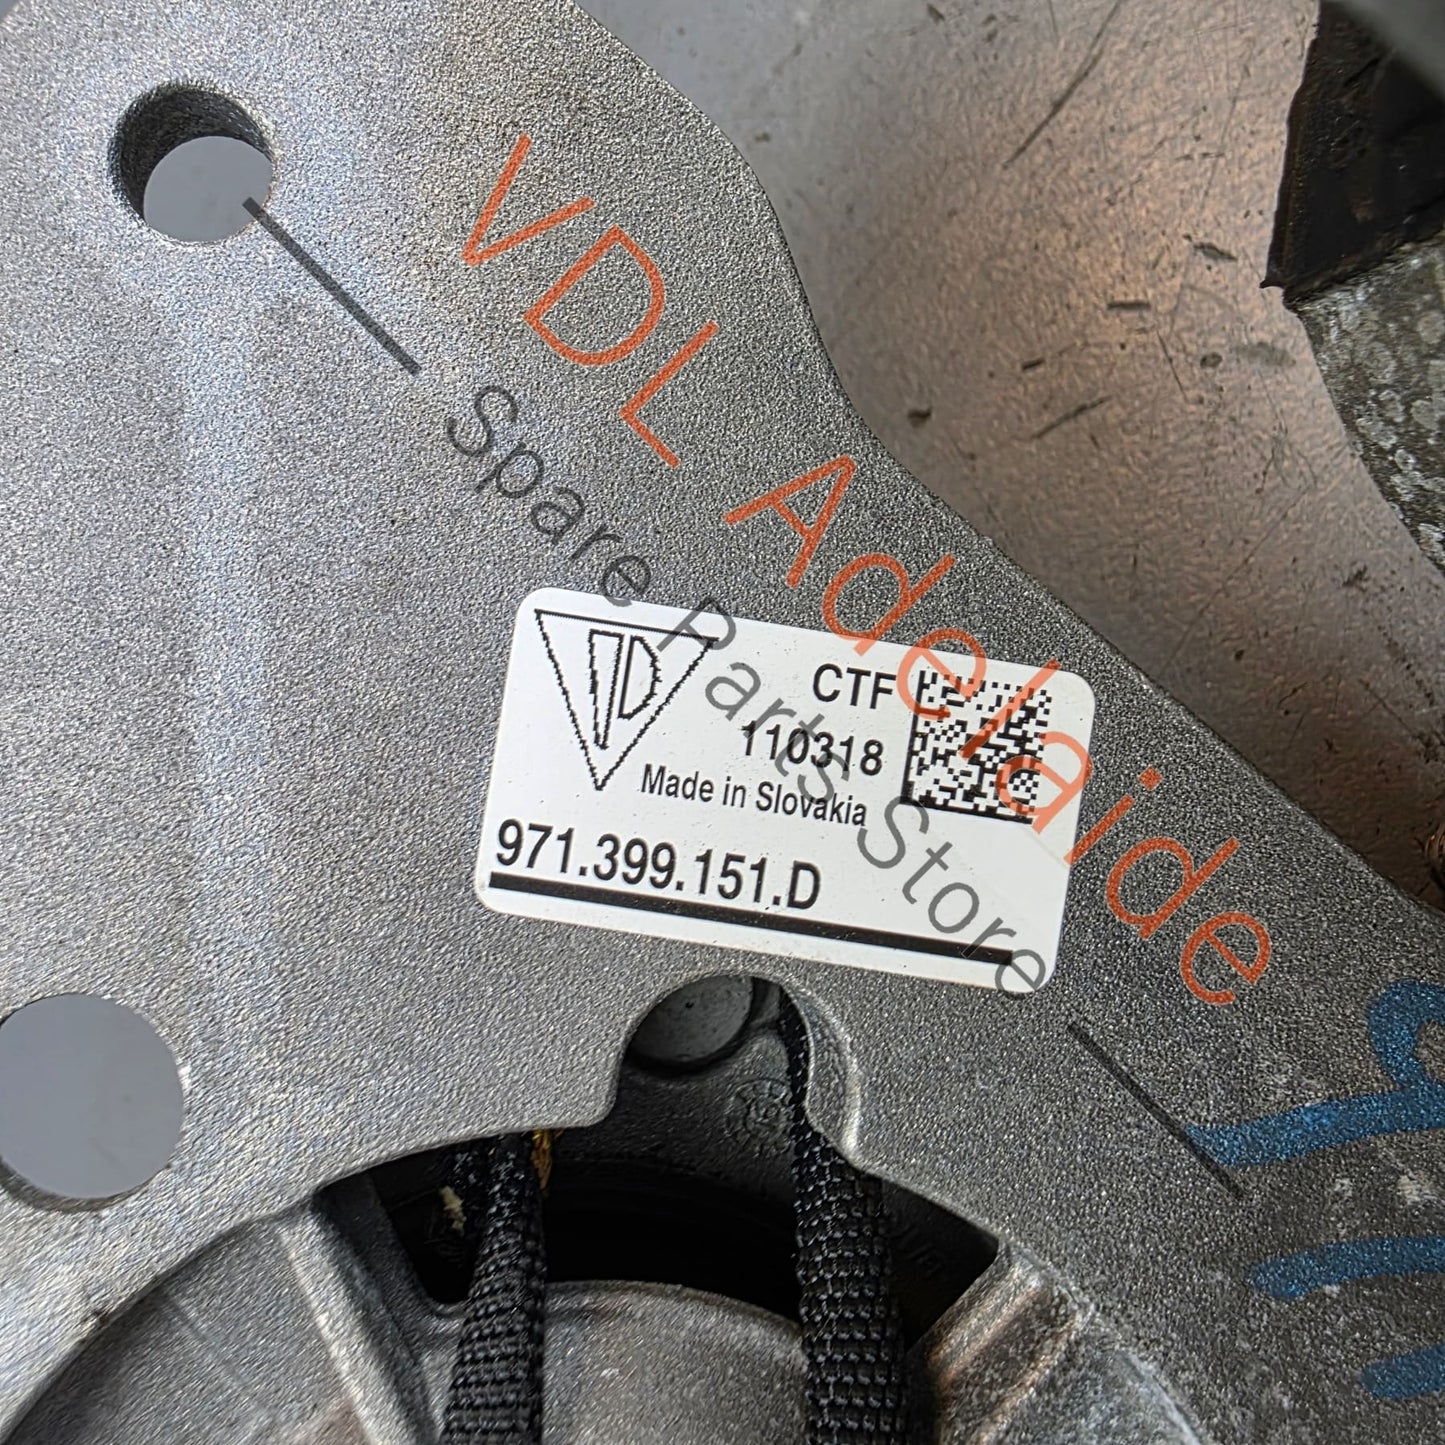 VDL Adelaide
Spare Parts Store
CTF
110318
Made in Slovakia
971.399.151.D